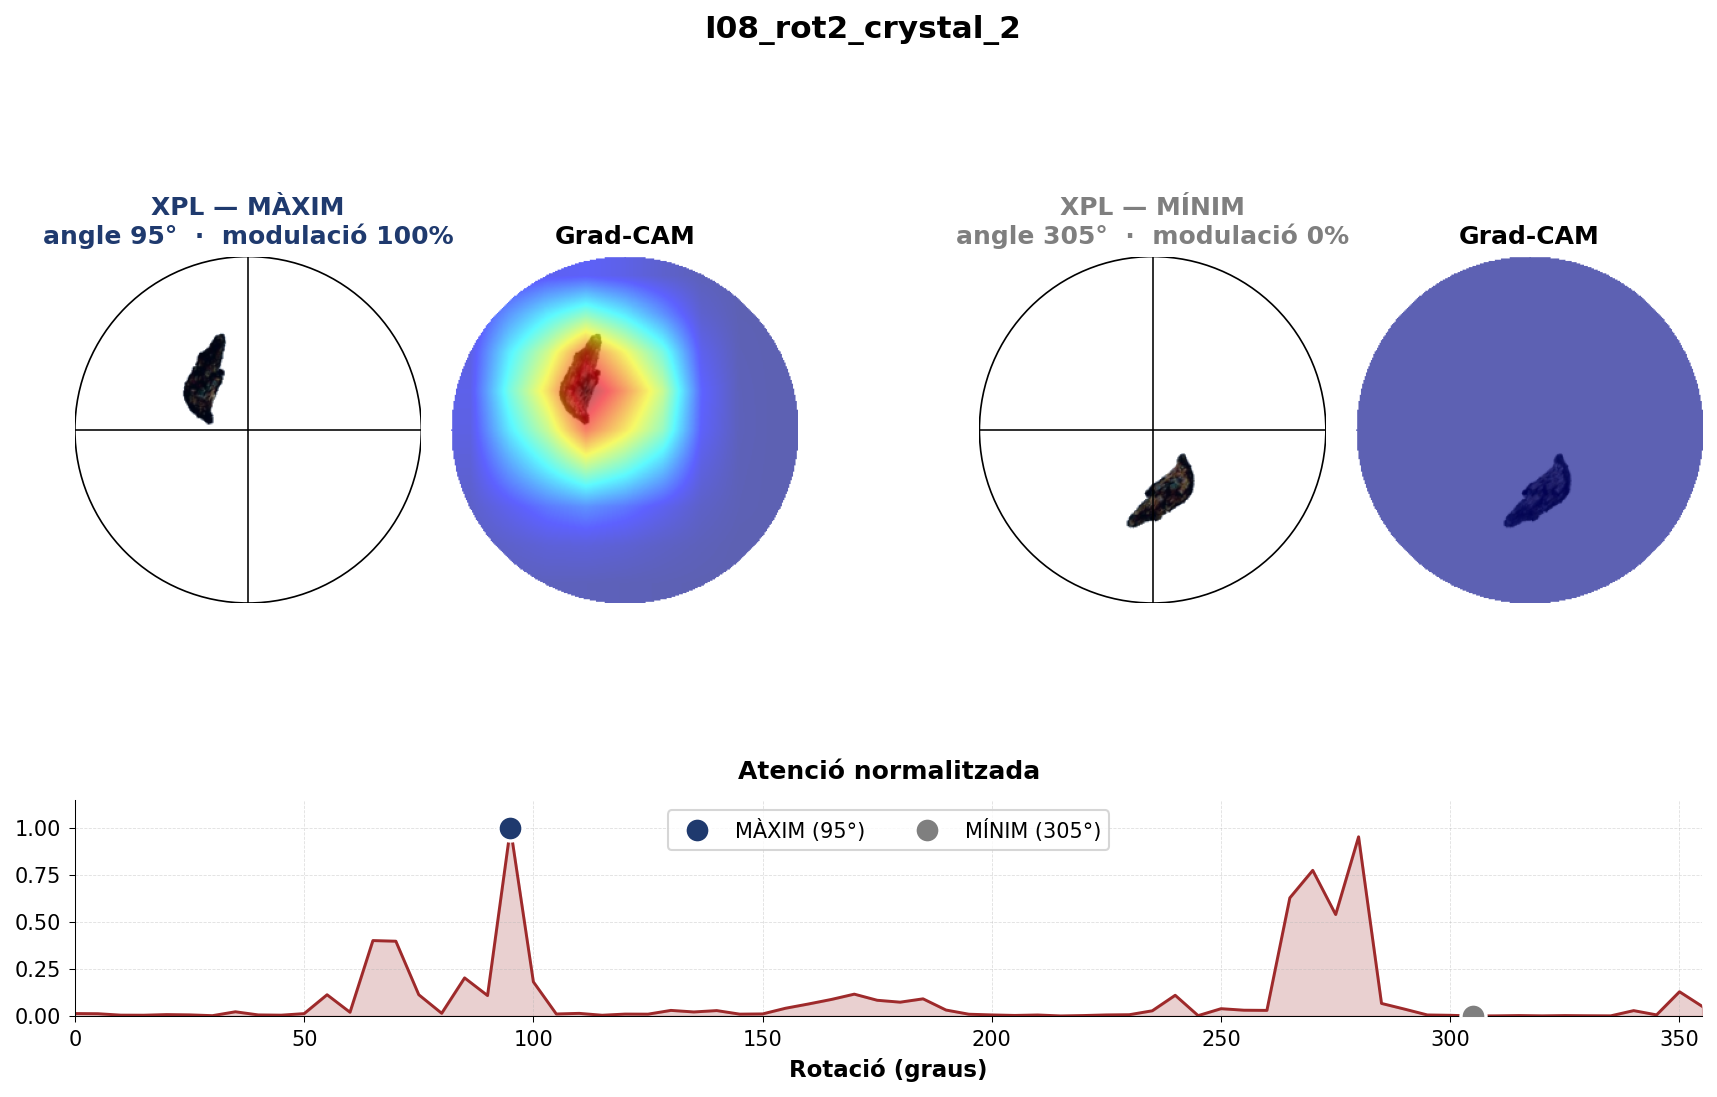 I08_rot2_crystal_2
XPL — MÀXIM
angle 95° · modulació 100%
Grad-CAM
XPL — MÍNIM
angle 305° · modulació 0%
Grad-CAM
Atenció normalitzada
MÀXIM (95°)
MÍNIM (305°)
1.00
0.75
0.50
0.25
0.00
0 50 100 150 200 250 300 350
Rotació (graus)